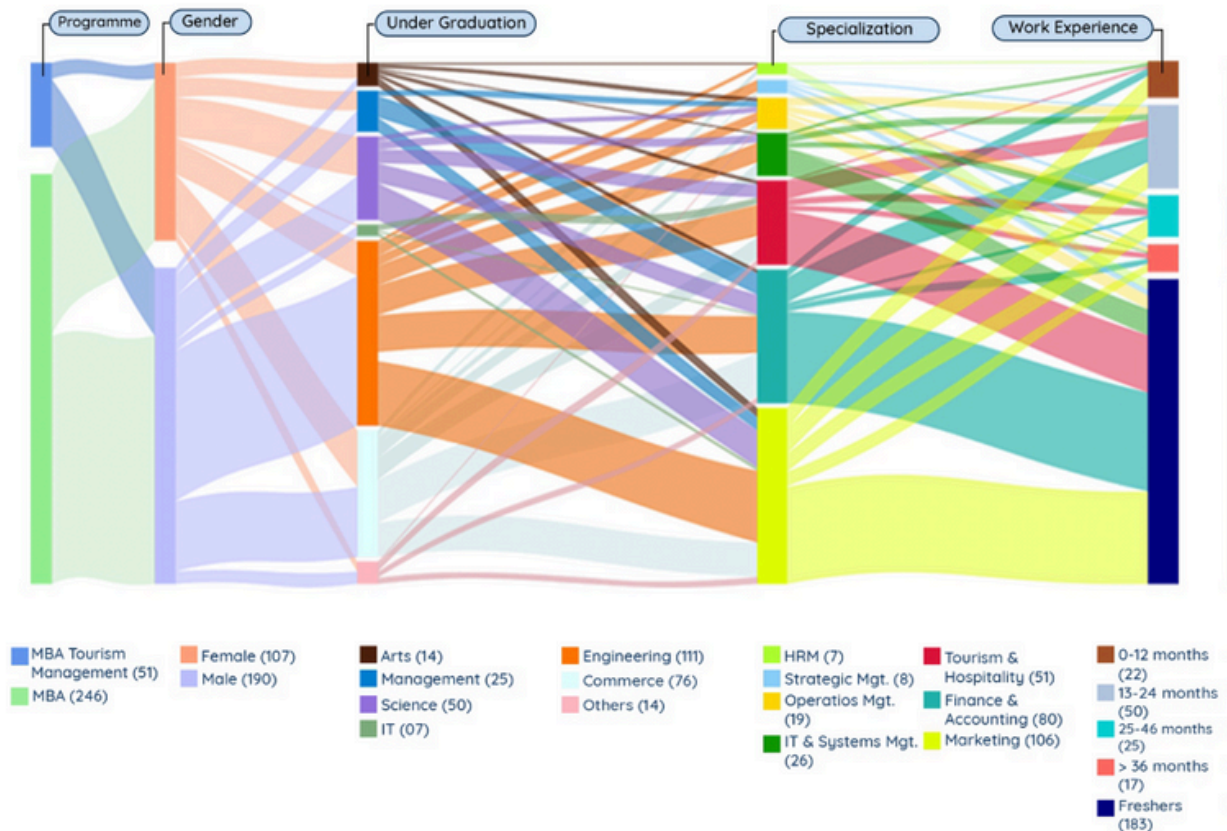 Programme
Gender
Under Graduation
Specialization
Work Experience
MBA Tourism
Management (51)
MBA (246)
Female (107)
Male (190)
Arts (14)
Management (25)
Science (50)
IT (07)
Engineering (111)
Commerce (76)
Others (14)
HRM (7)
Strategic Mgt. (8)
Operatios Mgt.
(19)
IT & Systems Mgt.
(26)
Tourism &
Hospitality (51)
Finance &
Accounting (80)
Marketing (106)
0-12 months
(22)
13-24 months
(50)
25-46 months
(25)
> 36 months
(17)
Freshers
(183)